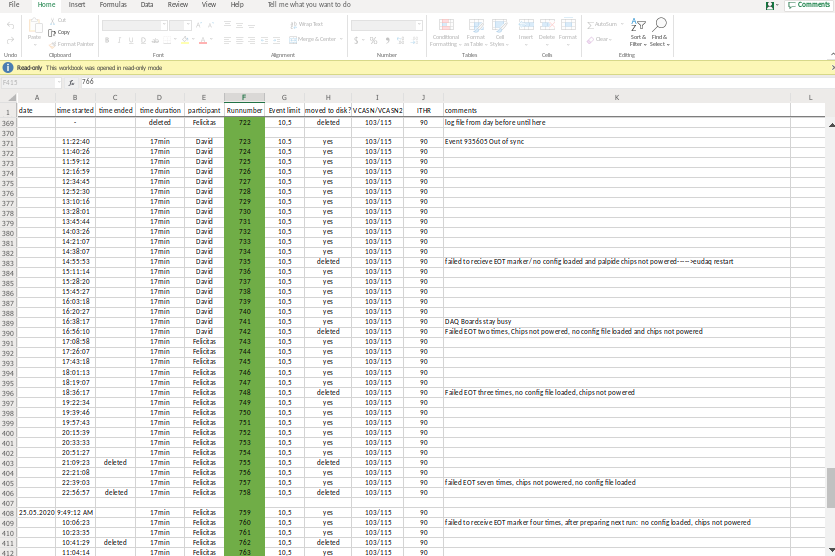 File Home Insert Formulas Data Review View Help Tell me what you want to do Comments
Cut Wrap Text AutoSum
Copy
Format Painter Merge & Center Conditional Formatting Format as Table Cell Styles Insert Delete Format Clear Sort & Filter Find & Select
Undo Clipboard Font Alignment Number Tables Cells Editing
Read-only This workbook was opened in read-only mode
F415 fx 766
A B C D E F G H I J K L
1 date time started time ended time duration participant Runnumber Event limit moved to disk? VCASN/VCASN2 ITHR comments
369 - deleted Felicitas 722 10,5 deleted 103/115 90 log file from day before until here
370
371 11:22:40 17min David 723 10,5 yes 103/115 90 Event 935605 Out of sync
372 11:40:26 17min David 724 10,5 yes 103/115 90
373 11:59:12 17min David 725 10,5 yes 103/115 90
374 12:16:59 17min David 726 10,5 yes 103/115 90
375 12:34:45 17min David 727 10,5 yes 103/115 90
376 12:52:30 17min David 728 10,5 yes 103/115 90
377 13:10:16 17min David 729 10,5 yes 103/115 90
378 13:28:01 17min David 730 10,5 yes 103/115 90
379 13:45:44 17min David 731 10,5 yes 103/115 90
380 14:03:26 17min David 732 10,5 yes 103/115 90
381 14:21:07 17min David 733 10,5 yes 103/115 90
382 14:38:07 17min David 734 10,5 yes 103/115 90
383 14:55:53 17min David 735 10,5 deleted 103/115 90 failed to recieve EOT marker/ no config loaded and palpide chips not powered----->eudaq restart
384 15:11:14 17min David 736 10,5 yes 103/115 90
385 15:28:20 17min David 737 10,5 yes 103/115 90
386 15:45:27 17min David 738 10,5 yes 103/115 90
387 16:03:18 17min David 739 10,5 yes 103/115 90
388 16:20:27 17min David 740 10,5 yes 103/115 90
389 16:38:17 17min David 741 10,5 yes 103/115 90 DAQ Boards stay busy
390 16:56:10 17min David 742 10,5 deleted 103/115 90 Failed EOT two times, Chips not powered, no config file loaded and chips not powered
391 17:08:58 17min Felicitas 743 10,5 yes 103/115 90
392 17:26:07 17min Felicitas 744 10,5 yes 103/115 90
393 17:43:18 17min Felicitas 745 10,5 yes 103/115 90
394 18:01:13 17min Felicitas 746 10,5 yes 103/115 90
395 18:19:07 17min Felicitas 747 10,5 yes 103/115 90
396 18:36:17 17min Felicitas 748 10,5 deleted 103/115 90 Failed EOT three times, no config file loaded, chips not powered
397 19:22:34 17min Felicitas 749 10,5 yes 103/115 90
398 19:39:46 17min Felicitas 750 10,5 yes 103/115 90
399 19:57:43 17min Felicitas 751 10,5 yes 103/115 90
400 20:15:39 17min Felicitas 752 10,5 yes 103/115 90
401 20:33:33 17min Felicitas 753 10,5 yes 103/115 90
402 20:51:27 17min Felicitas 754 10,5 yes 103/115 90
403 21:09:23 deleted 17min Felicitas 755 10,5 deleted 103/115 90
404 22:21:08 17min Felicitas 756 10,5 yes 103/115 90
405 22:39:03 17min Felicitas 757 10,5 yes 103/115 90 failed EOT seven times, chips not powered, no config file loaded
406 22:56:57 deleted 17min Felicitas 758 10,5 deleted 103/115 90
407
408 25.05.2020 9:49:12 AM 17min Felicitas 759 10,5 yes 103/115 90
409 10:06:23 17min Felicitas 760 10,5 yes 103/115 90 failed to receive EOT marker four times, after preparing next run: no config loaded, chips not powered
410 10:23:35 17min Felicitas 761 10,5 yes 103/115 90
411 10:41:29 deleted 17min Felicitas 762 10,5 deleted 103/115 90
412 11:04:14 17min Felicitas 763 10,5 yes 103/115 90